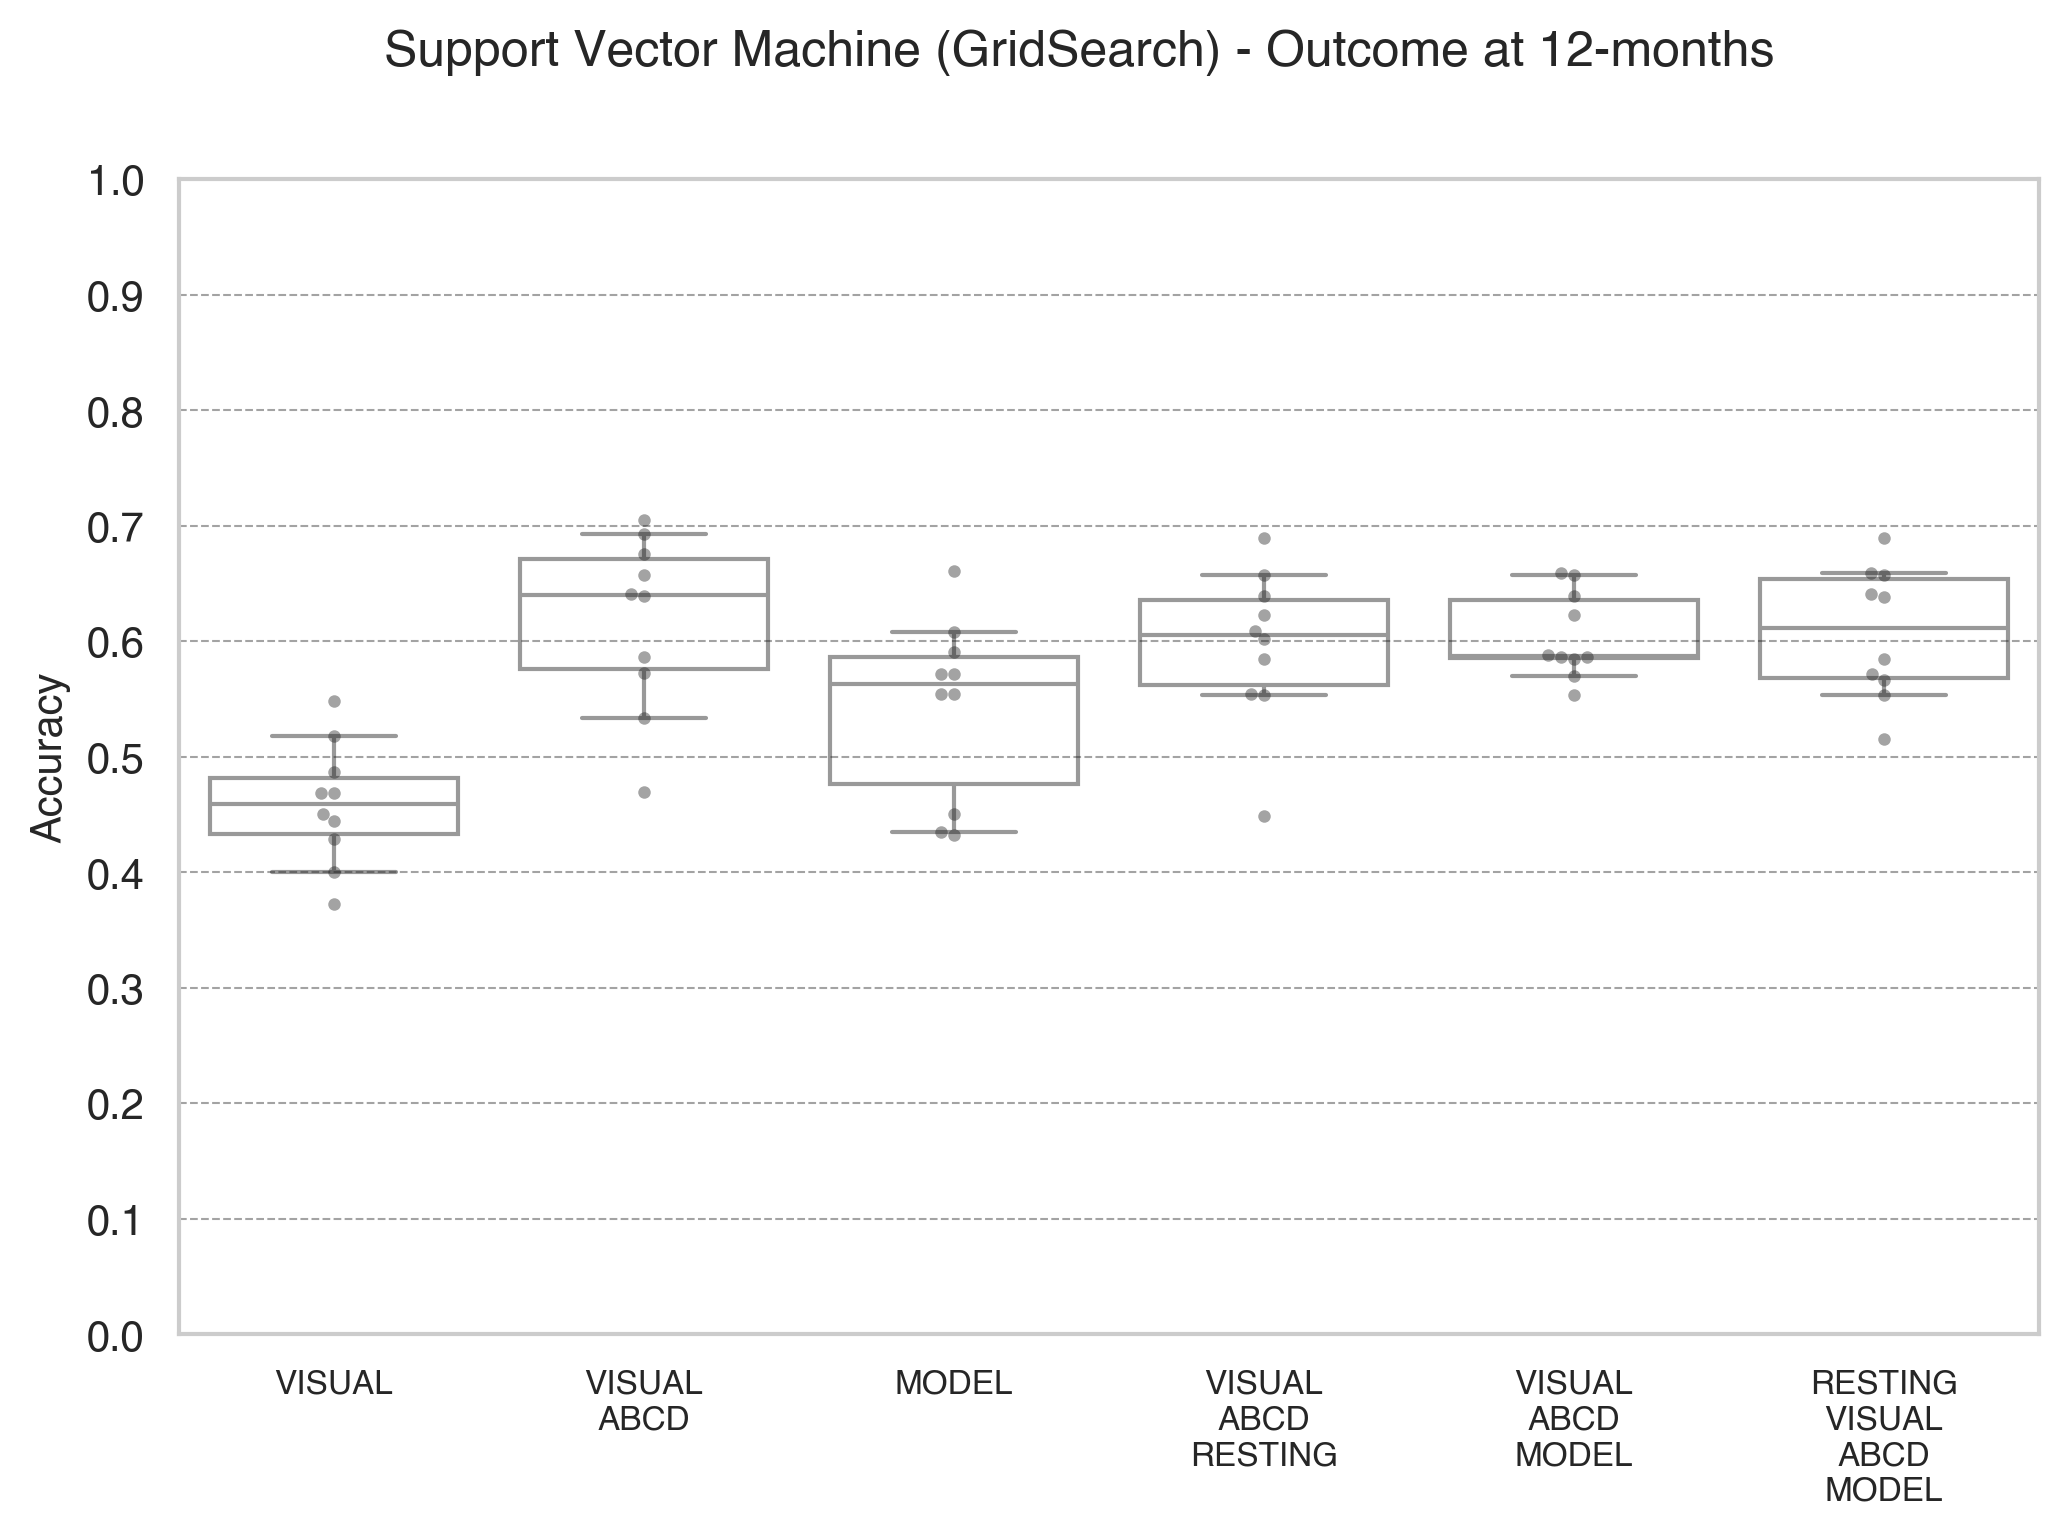 Support Vector Machine (GridSearch) - Outcome at 12-months
1.0
0.9
0.8
0.7
0.6
0.5
0.4
0.3
0.2
0.1
0.0
Accuracy
VISUAL
VISUAL
ABCD
MODEL
VISUAL
ABCD
RESTING
VISUAL
ABCD
MODEL
RESTING
VISUAL
ABCD
MODEL